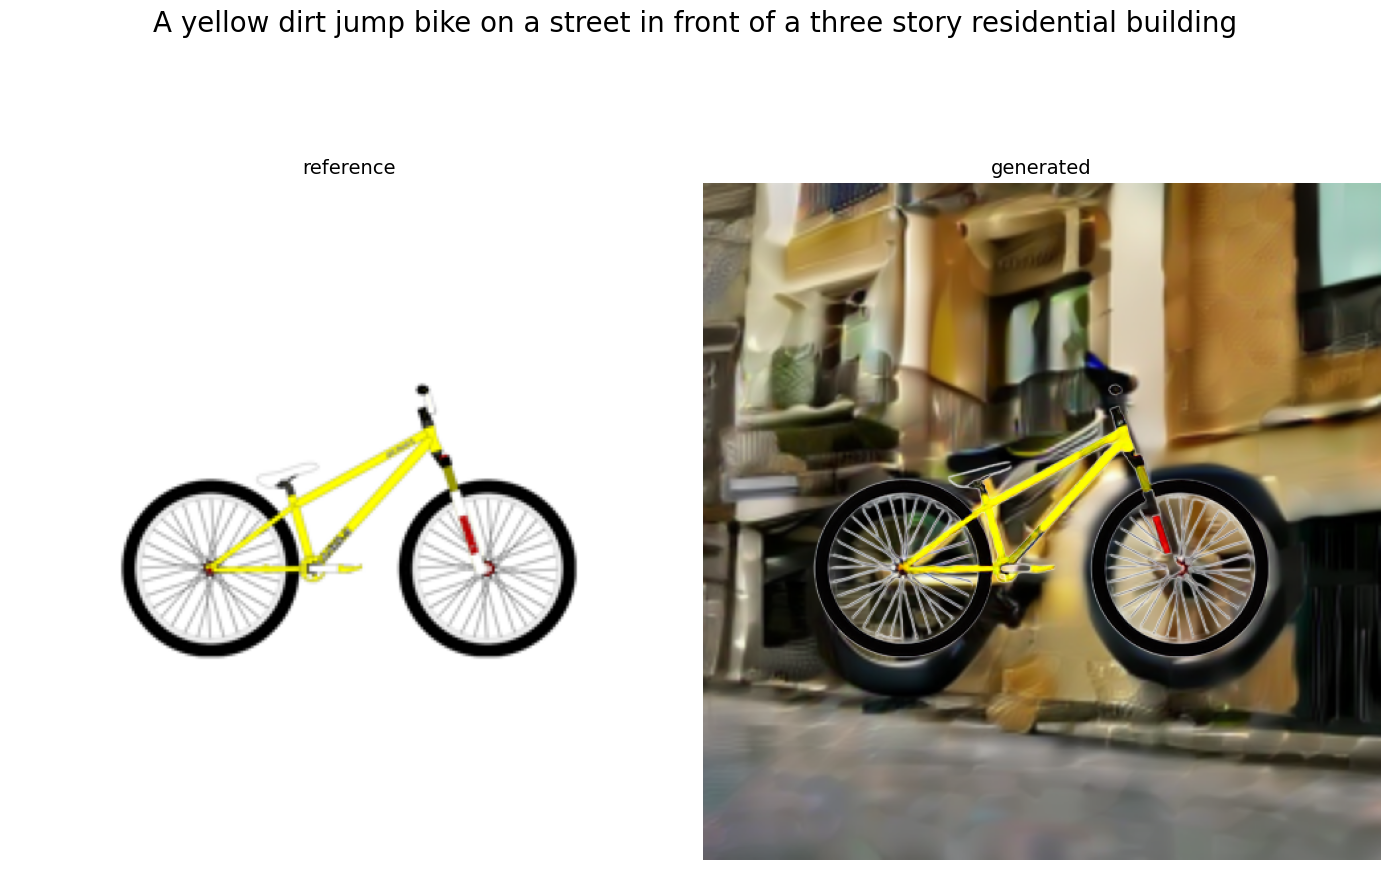 A yellow dirt jump bike on a street in front of a three story residential building
reference
generated